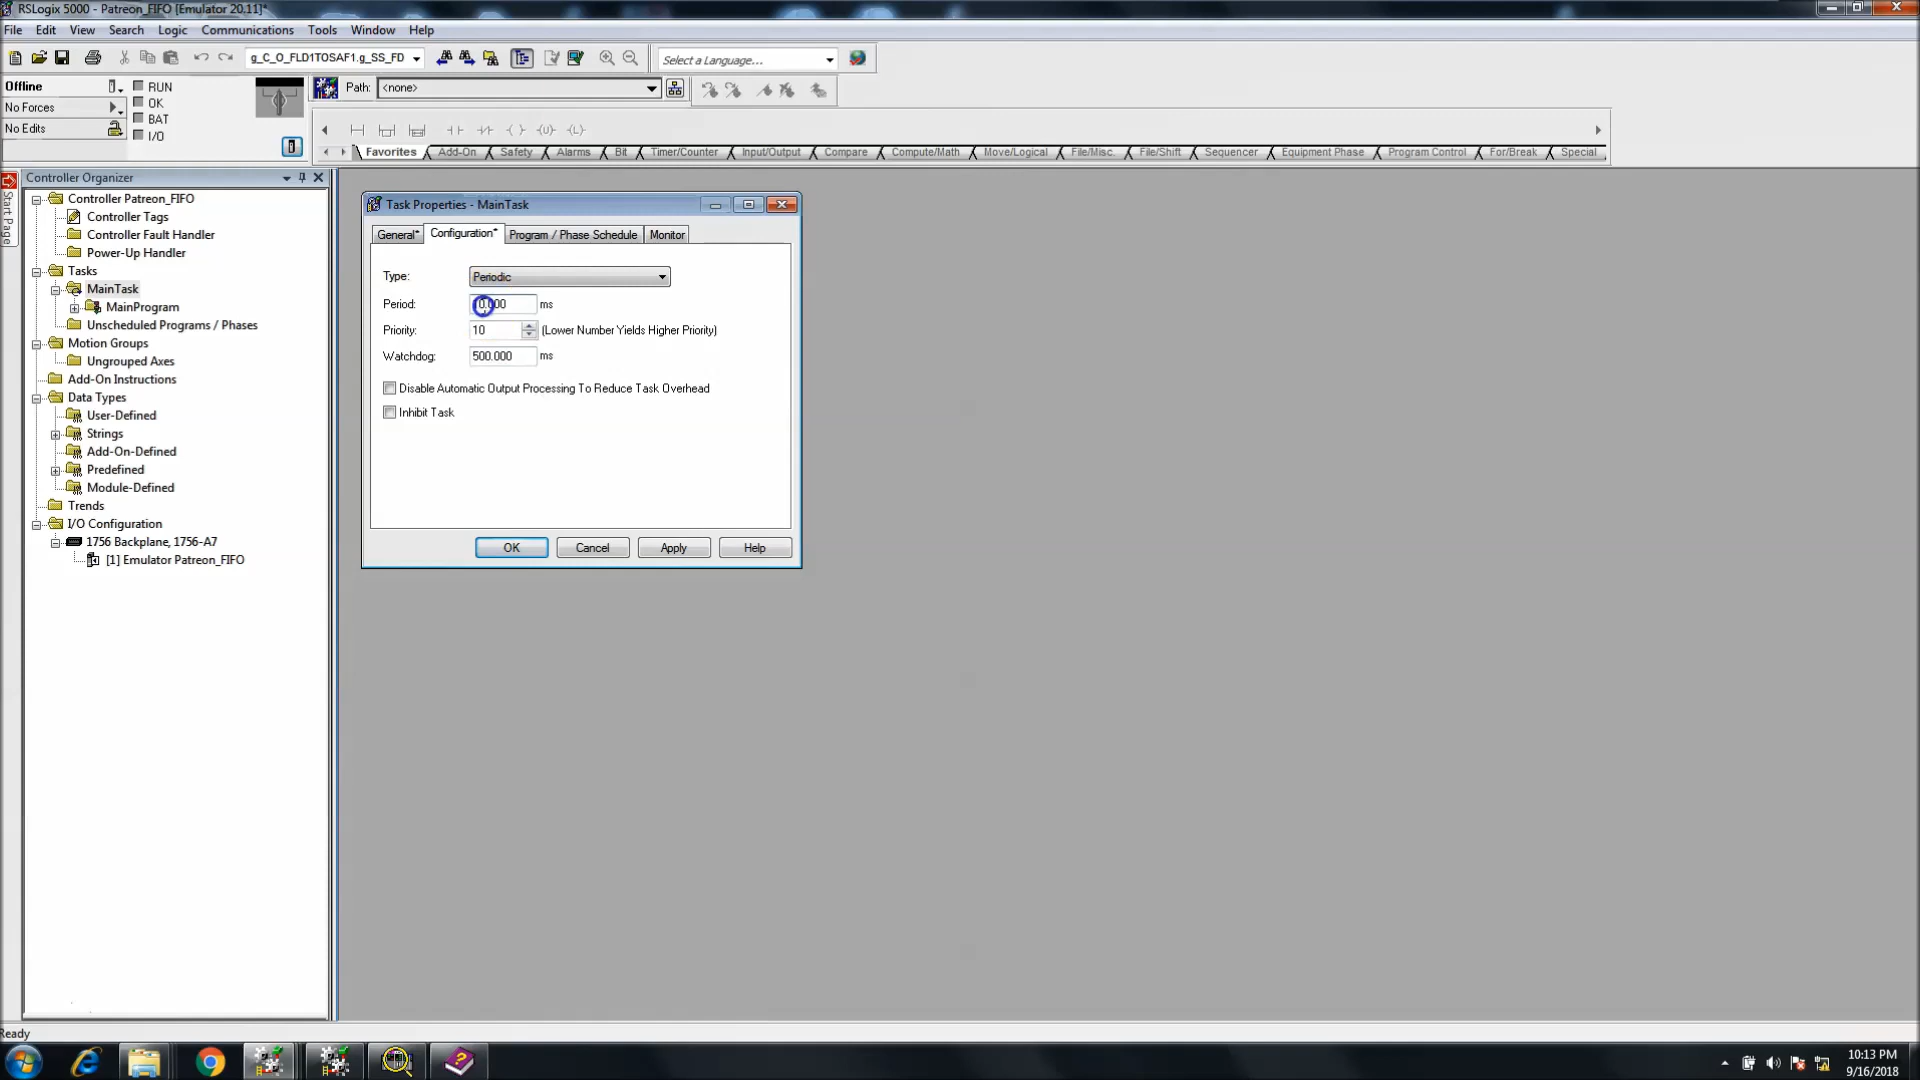 RSLogix 5000 - Patreon_FIFO [Emulator 20.11]*
File Edit View Search Logic Communications Tools Window Help
g_C_O_FLD1TOSAF1.g_SS_FD
Select a Language...
Offline
RUN
No Forces
OK
No Edits
BAT
I/O
Path: <none>
Favorites Add-On Safety Alarms Bit Timer/Counter Input/Output Compare Compute/Math Move/Logical File/Misc. File/Shift Sequencer Equipment Phase Program Control For/Break Special
Start Page
Controller Organizer
Controller Patreon_FIFO
Controller Tags
Controller Fault Handler
Power-Up Handler
Tasks
MainTask
MainProgram
Unscheduled Programs / Phases
Motion Groups
Ungrouped Axes
Add-On Instructions
Data Types
User-Defined
Strings
Add-On-Defined
Predefined
Module-Defined
Trends
I/O Configuration
1756 Backplane, 1756-A7
[1] Emulator Patreon_FIFO
Task Properties - MainTask
General* Configuration* Program / Phase Schedule Monitor
Type: Periodic
Period: ms
Priority: 10 (Lower Number Yields Higher Priority)
Watchdog: 500.000 ms
Disable Automatic Output Processing To Reduce Task Overhead
Inhibit Task
OK Cancel Apply Help
Ready
10:13 PM
9/16/2018